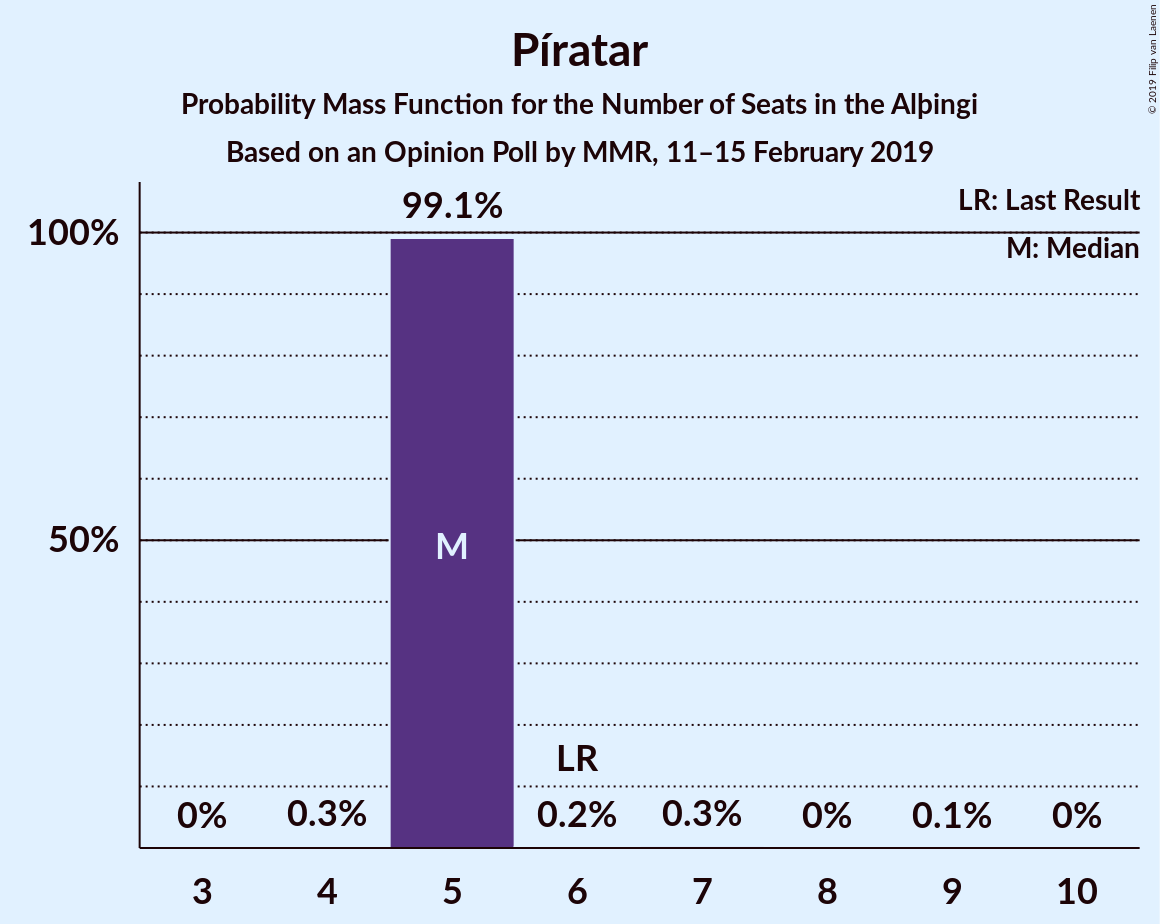 Píratar
Probability Mass Function for the Number of Seats in the Alþingi
Based on an Opinion Poll by MMR, 11–15 February 2019
© 2019 Filip van Laenen
LR: Last Result
M: Median
99.1%
100%
50%
M
LR
0% 0.3% 0.2% 0.3% 0% 0.1% 0%
3 4 5 6 7 8 9 10